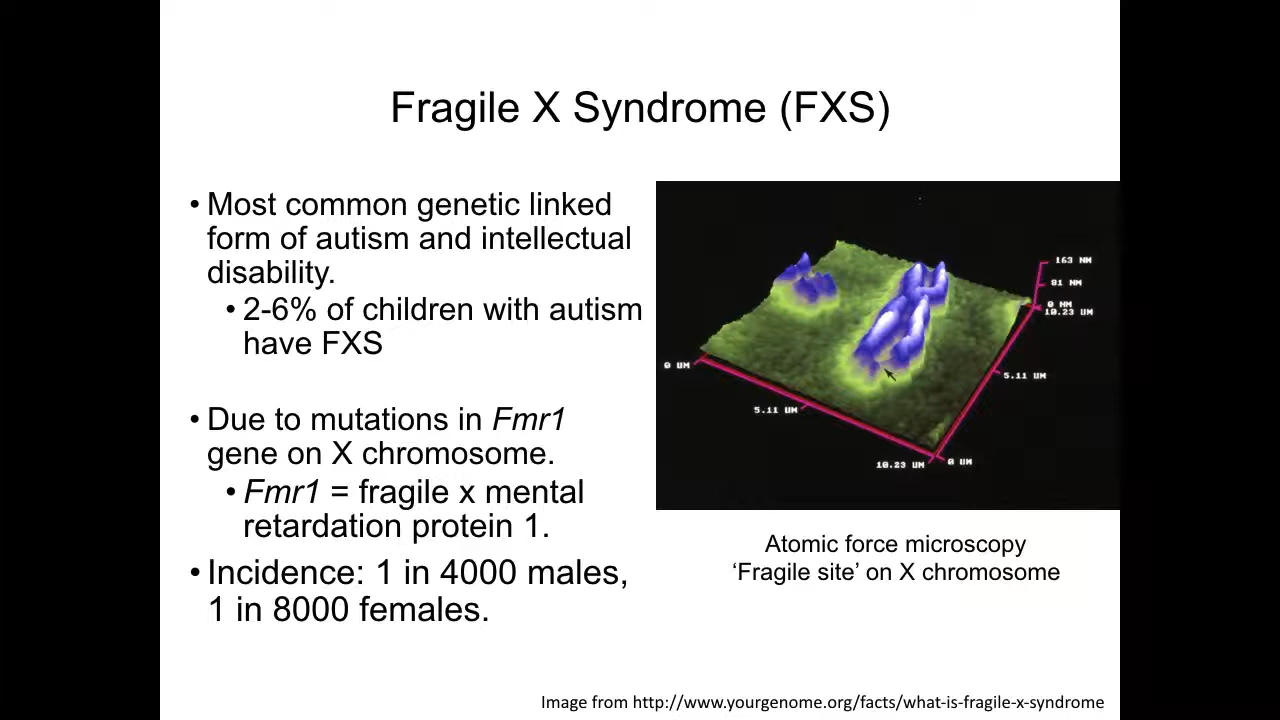 Fragile X Syndrome (FXS)
• Most common genetic linked
form of autism and intellectual
disability.
• 2-6% of children with autism
have FXS
• Due to mutations in Fmr1
gene on X chromosome.
• Fmr1 = fragile x mental
retardation protein 1.
• Incidence: 1 in 4000 males,
1 in 8000 females.
163 NM
81 NM
0 NM
10.23 UM
0 UM
5.11 UM
5.11 UM
10.23 UM
0 UM
Atomic force microscopy
‘Fragile site’ on X chromosome
Image from http://www.yourgenome.org/facts/what-is-fragile-x-syndrome